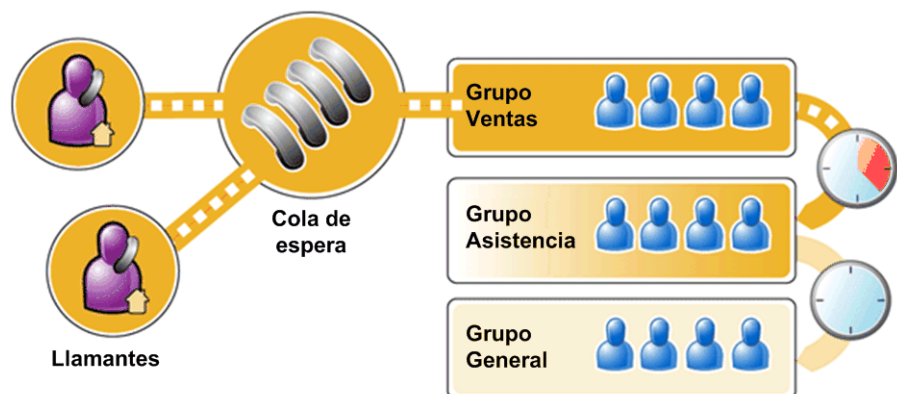 Llamantes
Cola de
espera
Grupo
Ventas
Grupo
Asistencia
Grupo
General